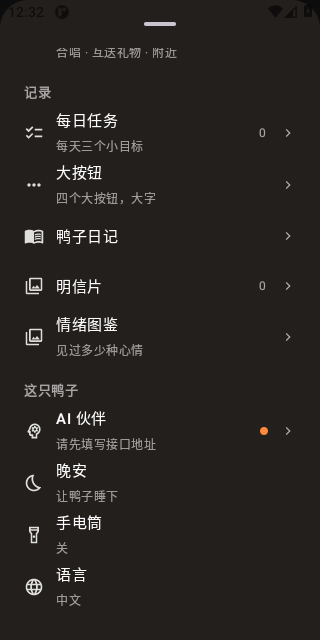 12:32
合唱 · 互送礼物 · 附近
记录
每日任务
0
每天三个小目标
大按钮
四个大按钮，大字
鸭子日记
明信片
0
情绪图鉴
见过多少种心情
这只鸭子
AI 伙伴
请先填写接口地址
晚安
让鸭子睡下
手电筒
关
语言
中文